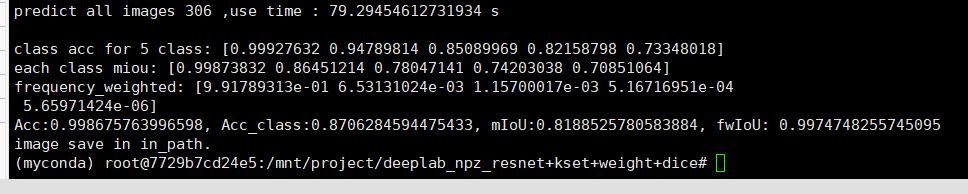 predict all images 306 ,use time : 79.29454612731934 s
class acc for 5 class: [0.99927632 0.94789814 0.85089969 0.82158798 0.73348018]
each class miou: [0.99873832 0.86451214 0.78047141 0.74203038 0.70851064]
frequency_weighted: [9.91789313e-01 6.53131024e-03 1.15700017e-03 5.16716951e-04
5.65971424e-06]
Acc:0.998675763996598, Acc_class:0.8706284594475433, mIoU:0.8188525780583884, fwIoU: 0.9974748255745095
image save in in_path.
(myconda) root@7729b7cd24e5:/mnt/project/deeplab_npz_resnet+kset+weight+dice#